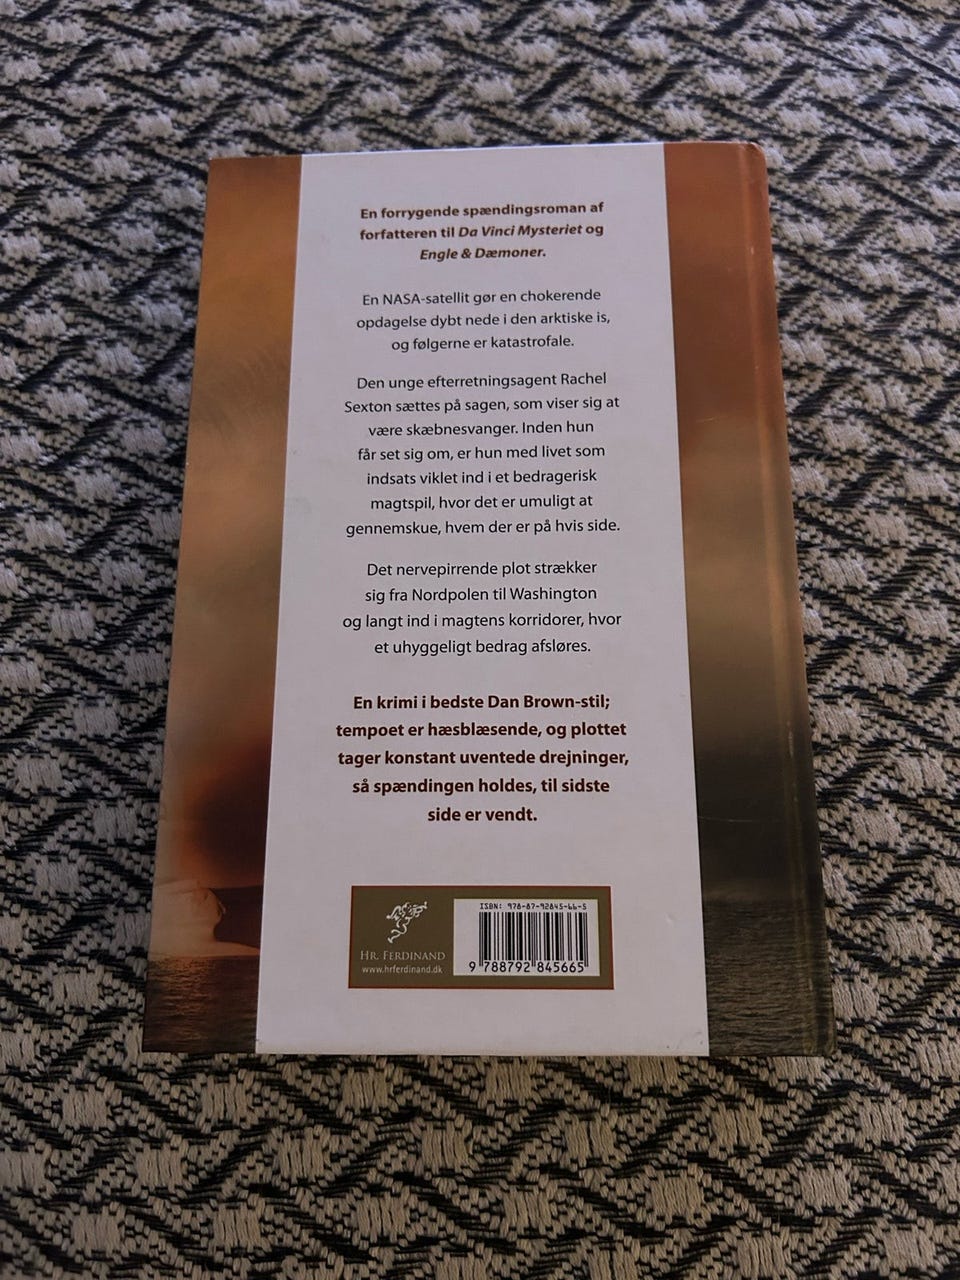 En forrygende spændingsroman af
forfatteren til Da Vinci Mysteriet og
Engle & Dæmoner.
En NASA-satellit gør en chokerende
opdagelse dybt nede i den arktiske is,
og følgerne er katastrofale.
Den unge efterretningsagent Rachel
Sexton sættes på sagen, som viser sig at
være skæbnesvanger. Inden hun
får set sig om, er hun med livet som
indsats viklet ind i et bedragerisk
magtspil, hvor det er umuligt at
gennemskue, hvem der er på hvis side.
Det nervepirrende plot strækker
sig fra Nordpolen til Washington
og langt ind i magtens korridorer, hvor
et uhyggeligt bedrag afsløres.
En krimi i bedste Dan Brown-stil;
tempoet er hæsblæsende, og plottet
tager konstant uventede drejninger,
så spændingen holdes, til sidste
side er vendt.
HR. FERDINAND
www.hrferdinand.dk
ISBN: 978-87-92845-66-5
9 788792 845665